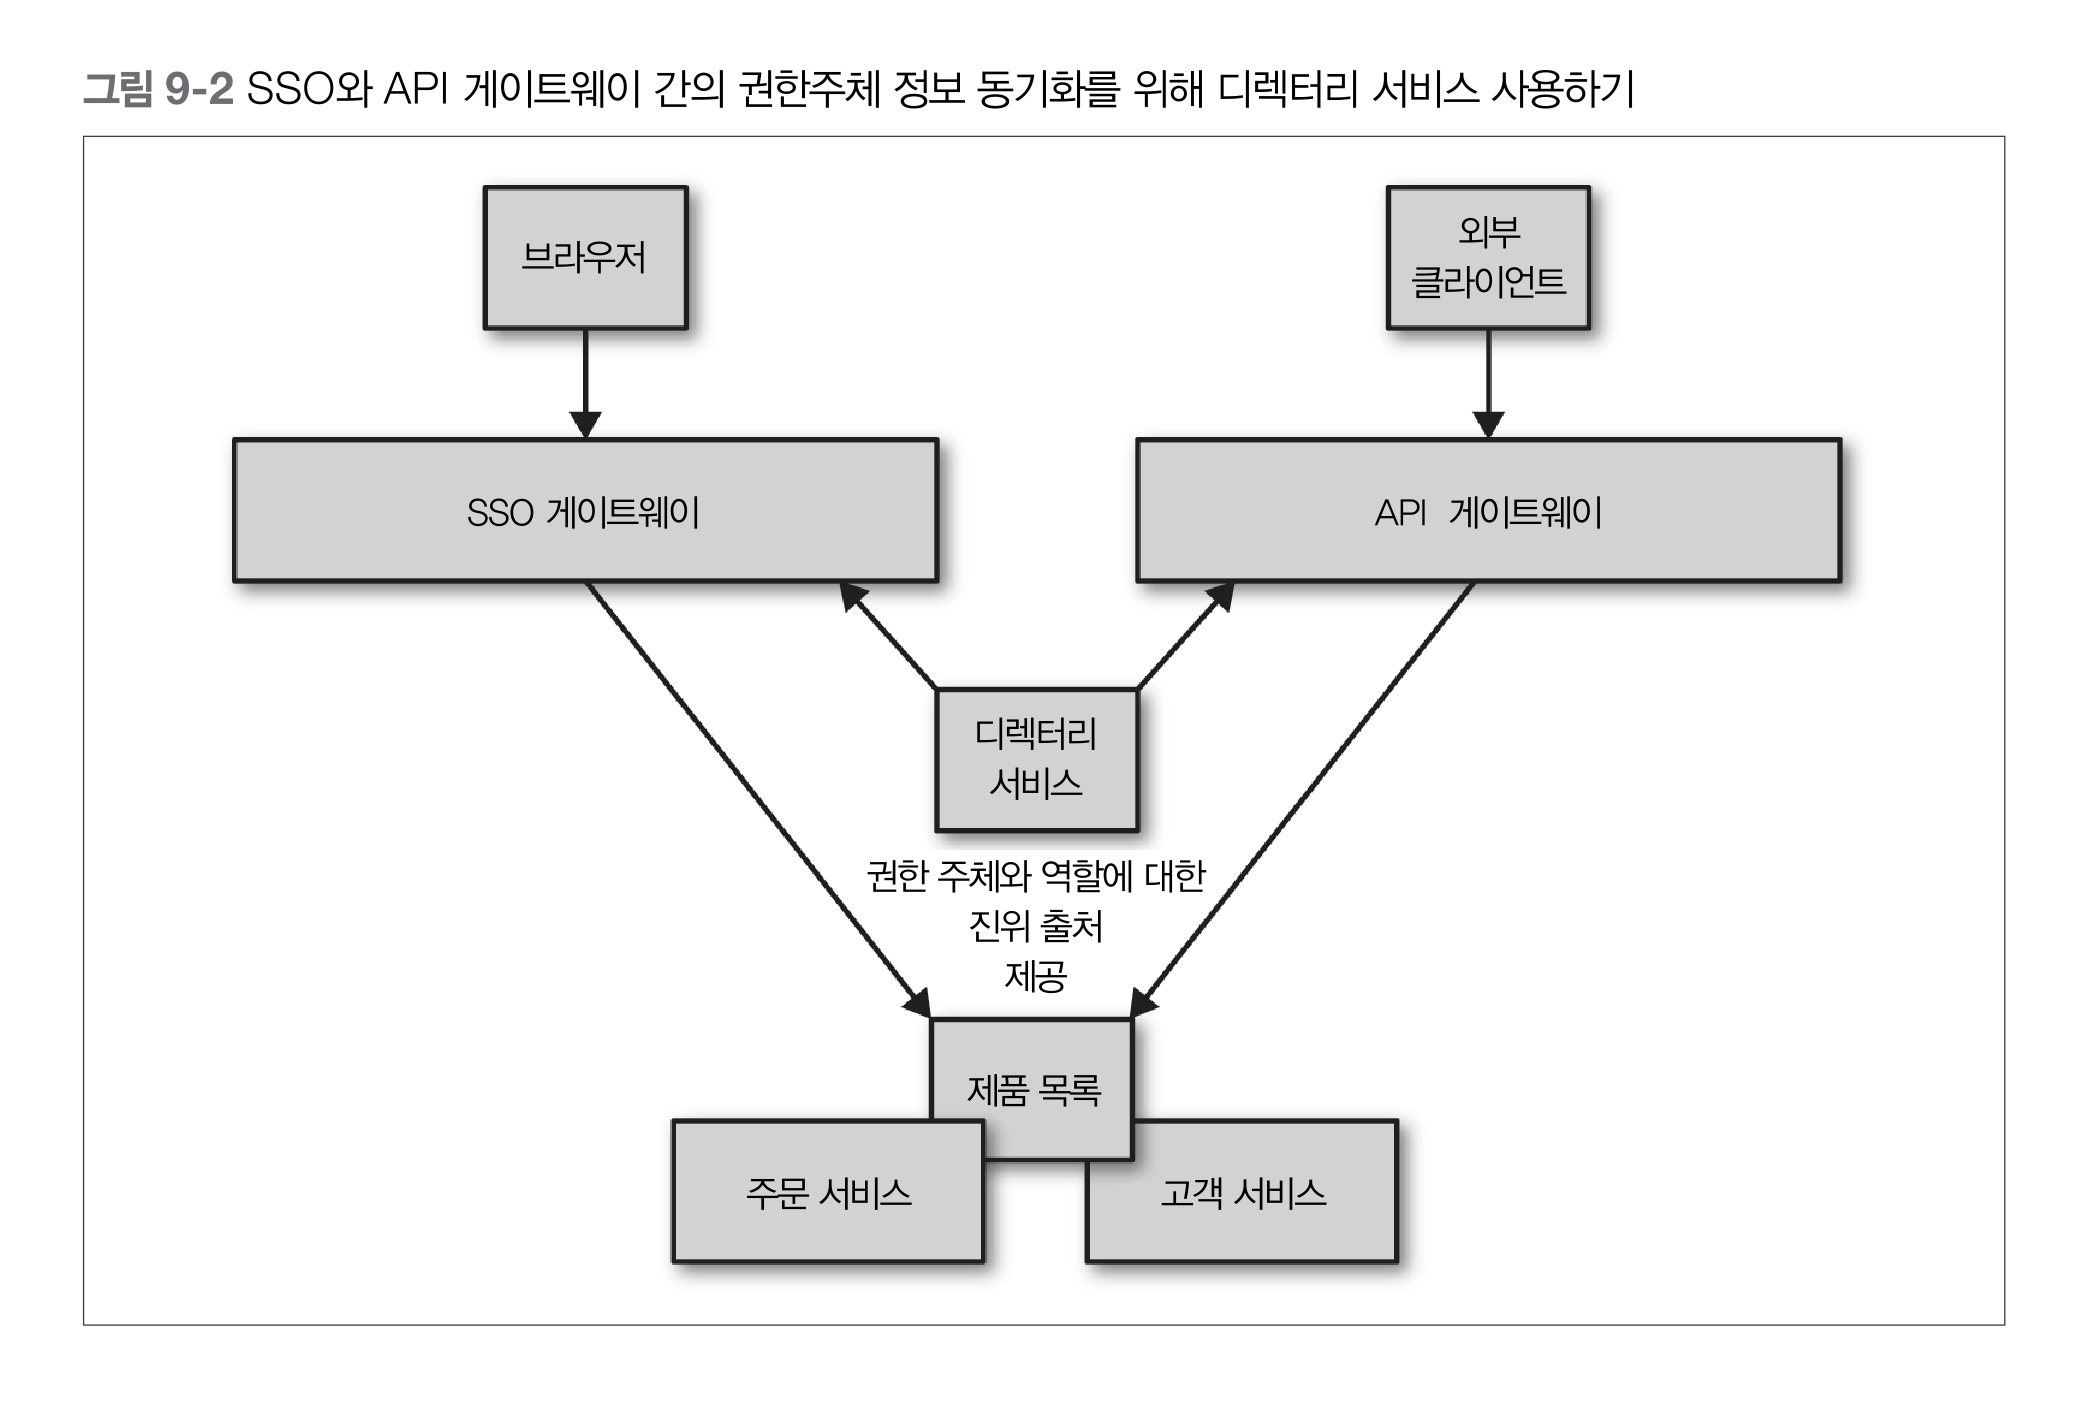 그림 9-2 SSO와 API 게이트웨이 간의 권한주체 정보 동기화를 위해 디렉터리 서비스 사용하기
브라우저
외부
클라이언트
SSO 게이트웨이
API 게이트웨이
디렉터리
서비스
권한 주체와 역할에 대한
진위 출처
제공
제품 목록
주문 서비스
고객 서비스